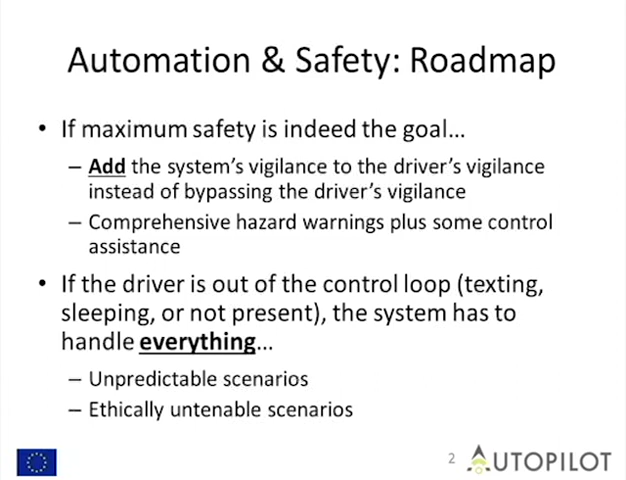 Automation & Safety: Roadmap
• If maximum safety is indeed the goal…
– Add the system's vigilance to the driver's vigilance
instead of bypassing the driver's vigilance
– Comprehensive hazard warnings plus some control
assistance
• If the driver is out of the control loop (texting,
sleeping, or not present), the system has to
handle everything…
– Unpredictable scenarios
– Ethically untenable scenarios
2
AUTOPILOT